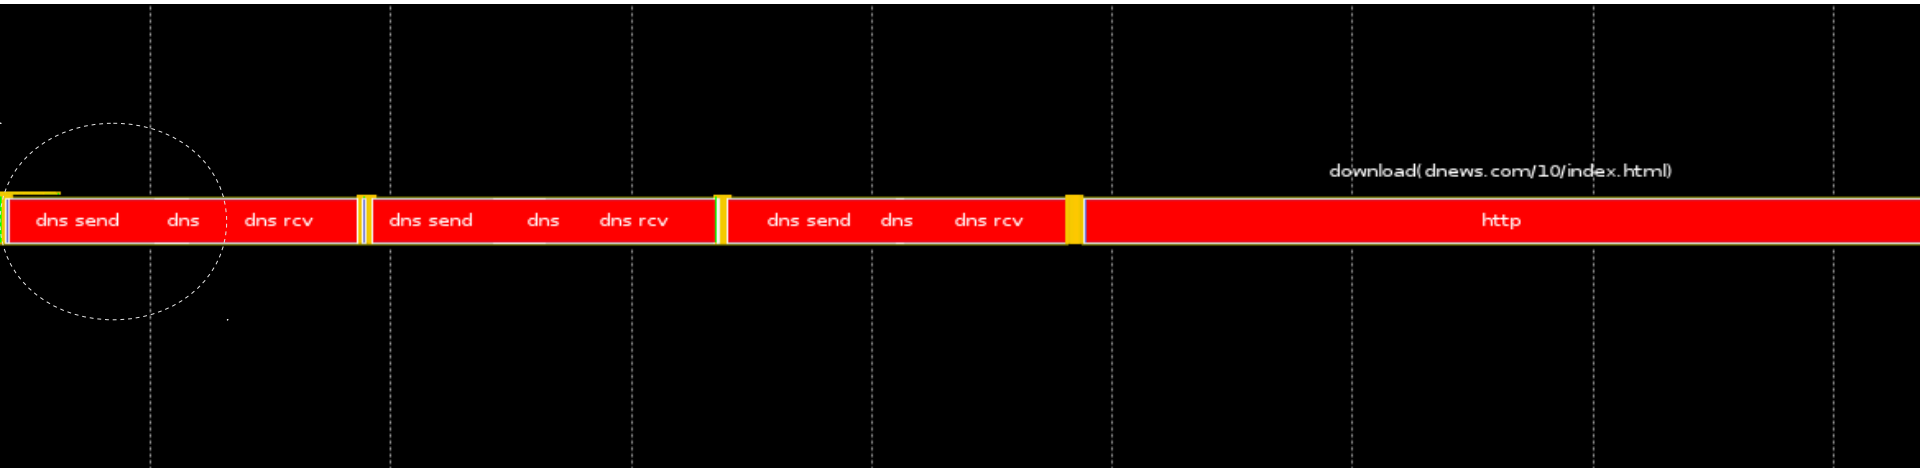 download( dnews.com/10/index.html)
dns send dns dns rcv dns send dns dns rcv dns send dns dns rcv http